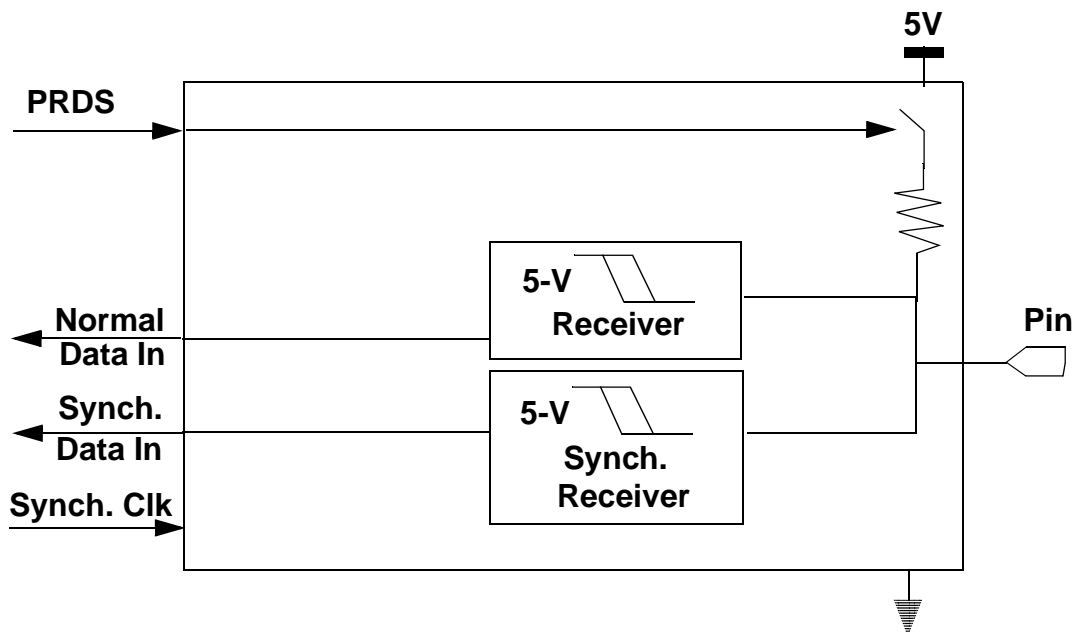 5V
PRDS
5-V
Receiver
Normal
Data In
Pin
Synch.
Data In
5-V
Synch.
Receiver
Synch. Clk